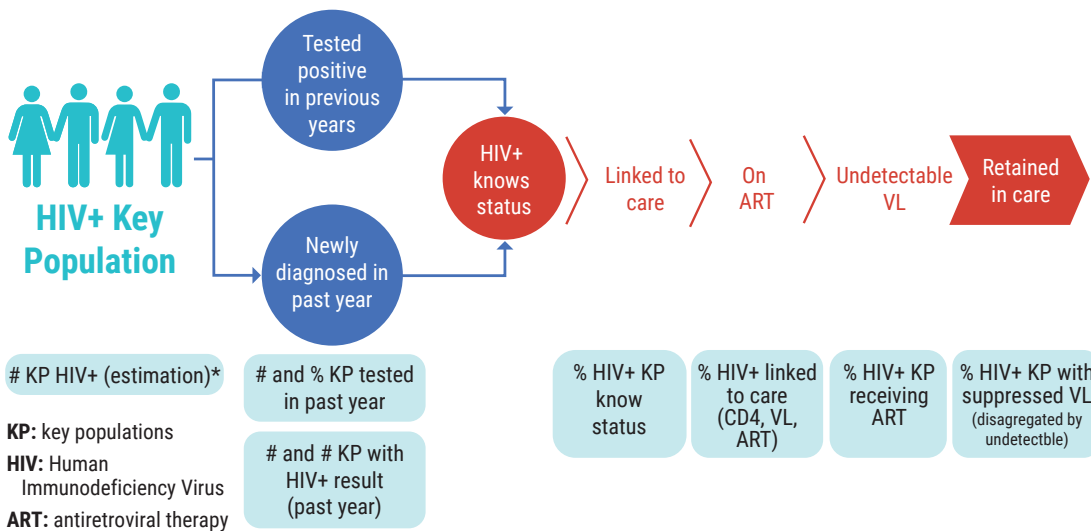 HIV+ Key
Population
Tested
positive
in previous
years
Newly
diagnosed in
past year
HIV+
knows
status
Linked to
care
On
ART
Undetectable
VL
Retained
in care
# KP HIV+ (estimation)*
# and % KP tested
in past year
# and # KP with
HIV+ result
(past year)
% HIV+ KP
know
status
% HIV+ linked
to care
(CD4, VL,
ART)
% HIV+ KP
receiving
ART
% HIV+ KP with
suppressed VL
(disagregated by
undetectble)
KP: key populations
HIV: Human
Immunodeficiency Virus
ART: antiretroviral therapy